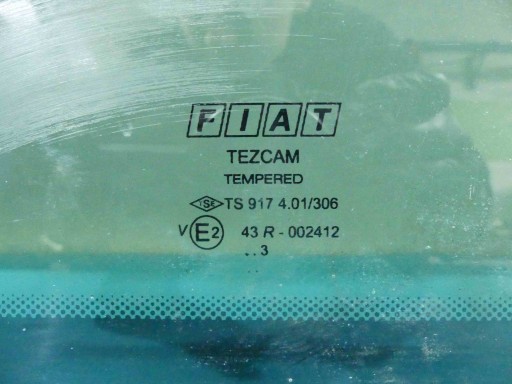 FIAT
TEZCAM
TEMPERED
TSE TS 917 4.01/306
V E2 43 R - 002412
. . 3